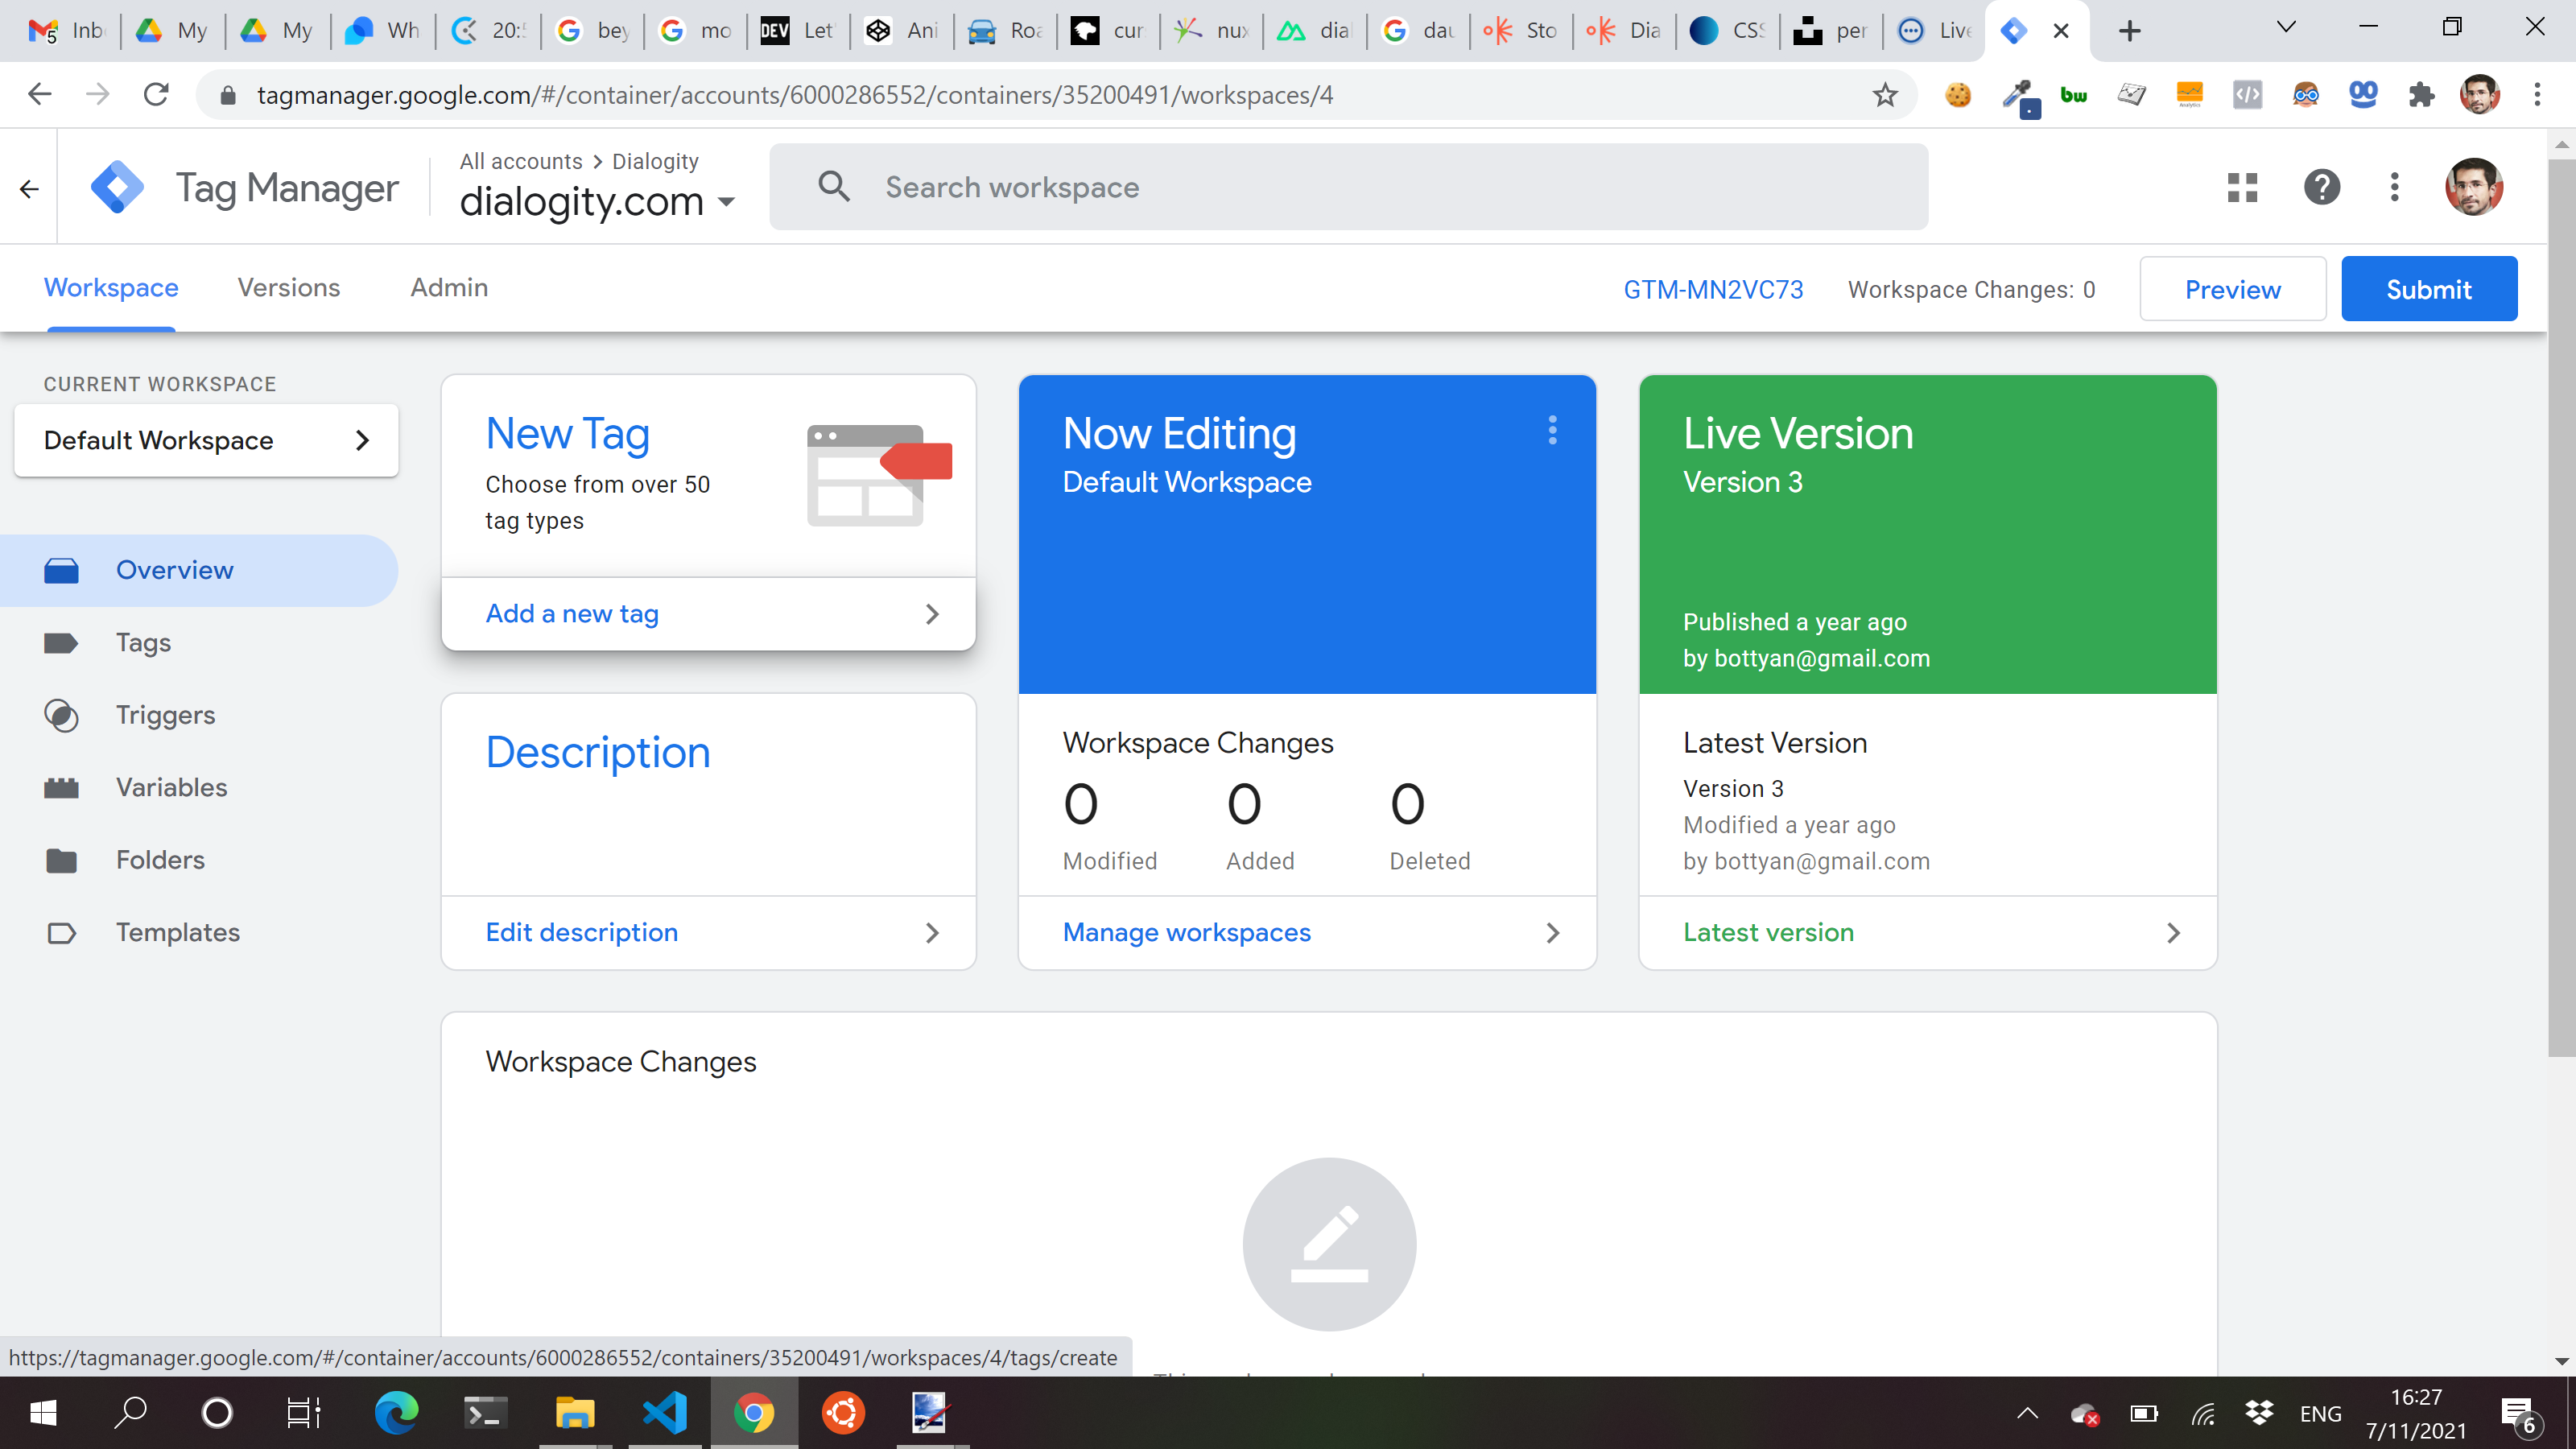 5 Inb My My Wh 20:5 bey mo DEV Let' Ani Roa cur nux dial dau Sto Dia CSS per Live
tagmanager.google.com/#/container/accounts/6000286552/containers/35200491/workspaces/4
bw
Tag Manager
All accounts > Dialogity
dialogity.com
Search workspace
Workspace Versions Admin
GTM-MN2VC73 Workspace Changes: 0 Preview Submit
CURRENT WORKSPACE
Default Workspace
Overview
Tags
Triggers
Variables
Folders
Templates
New Tag
Choose from over 50
tag types
Add a new tag
Description
Edit description
Now Editing
Default Workspace
Workspace Changes
0 0 0
Modified Added Deleted
Manage workspaces
Live Version
Version 3
Published a year ago
by bottyan@gmail.com
Latest Version
Version 3
Modified a year ago
by bottyan@gmail.com
Latest version
Workspace Changes
https://tagmanager.google.com/#/container/accounts/6000286552/containers/35200491/workspaces/4/tags/create
ENG
16:27
7/11/2021
6